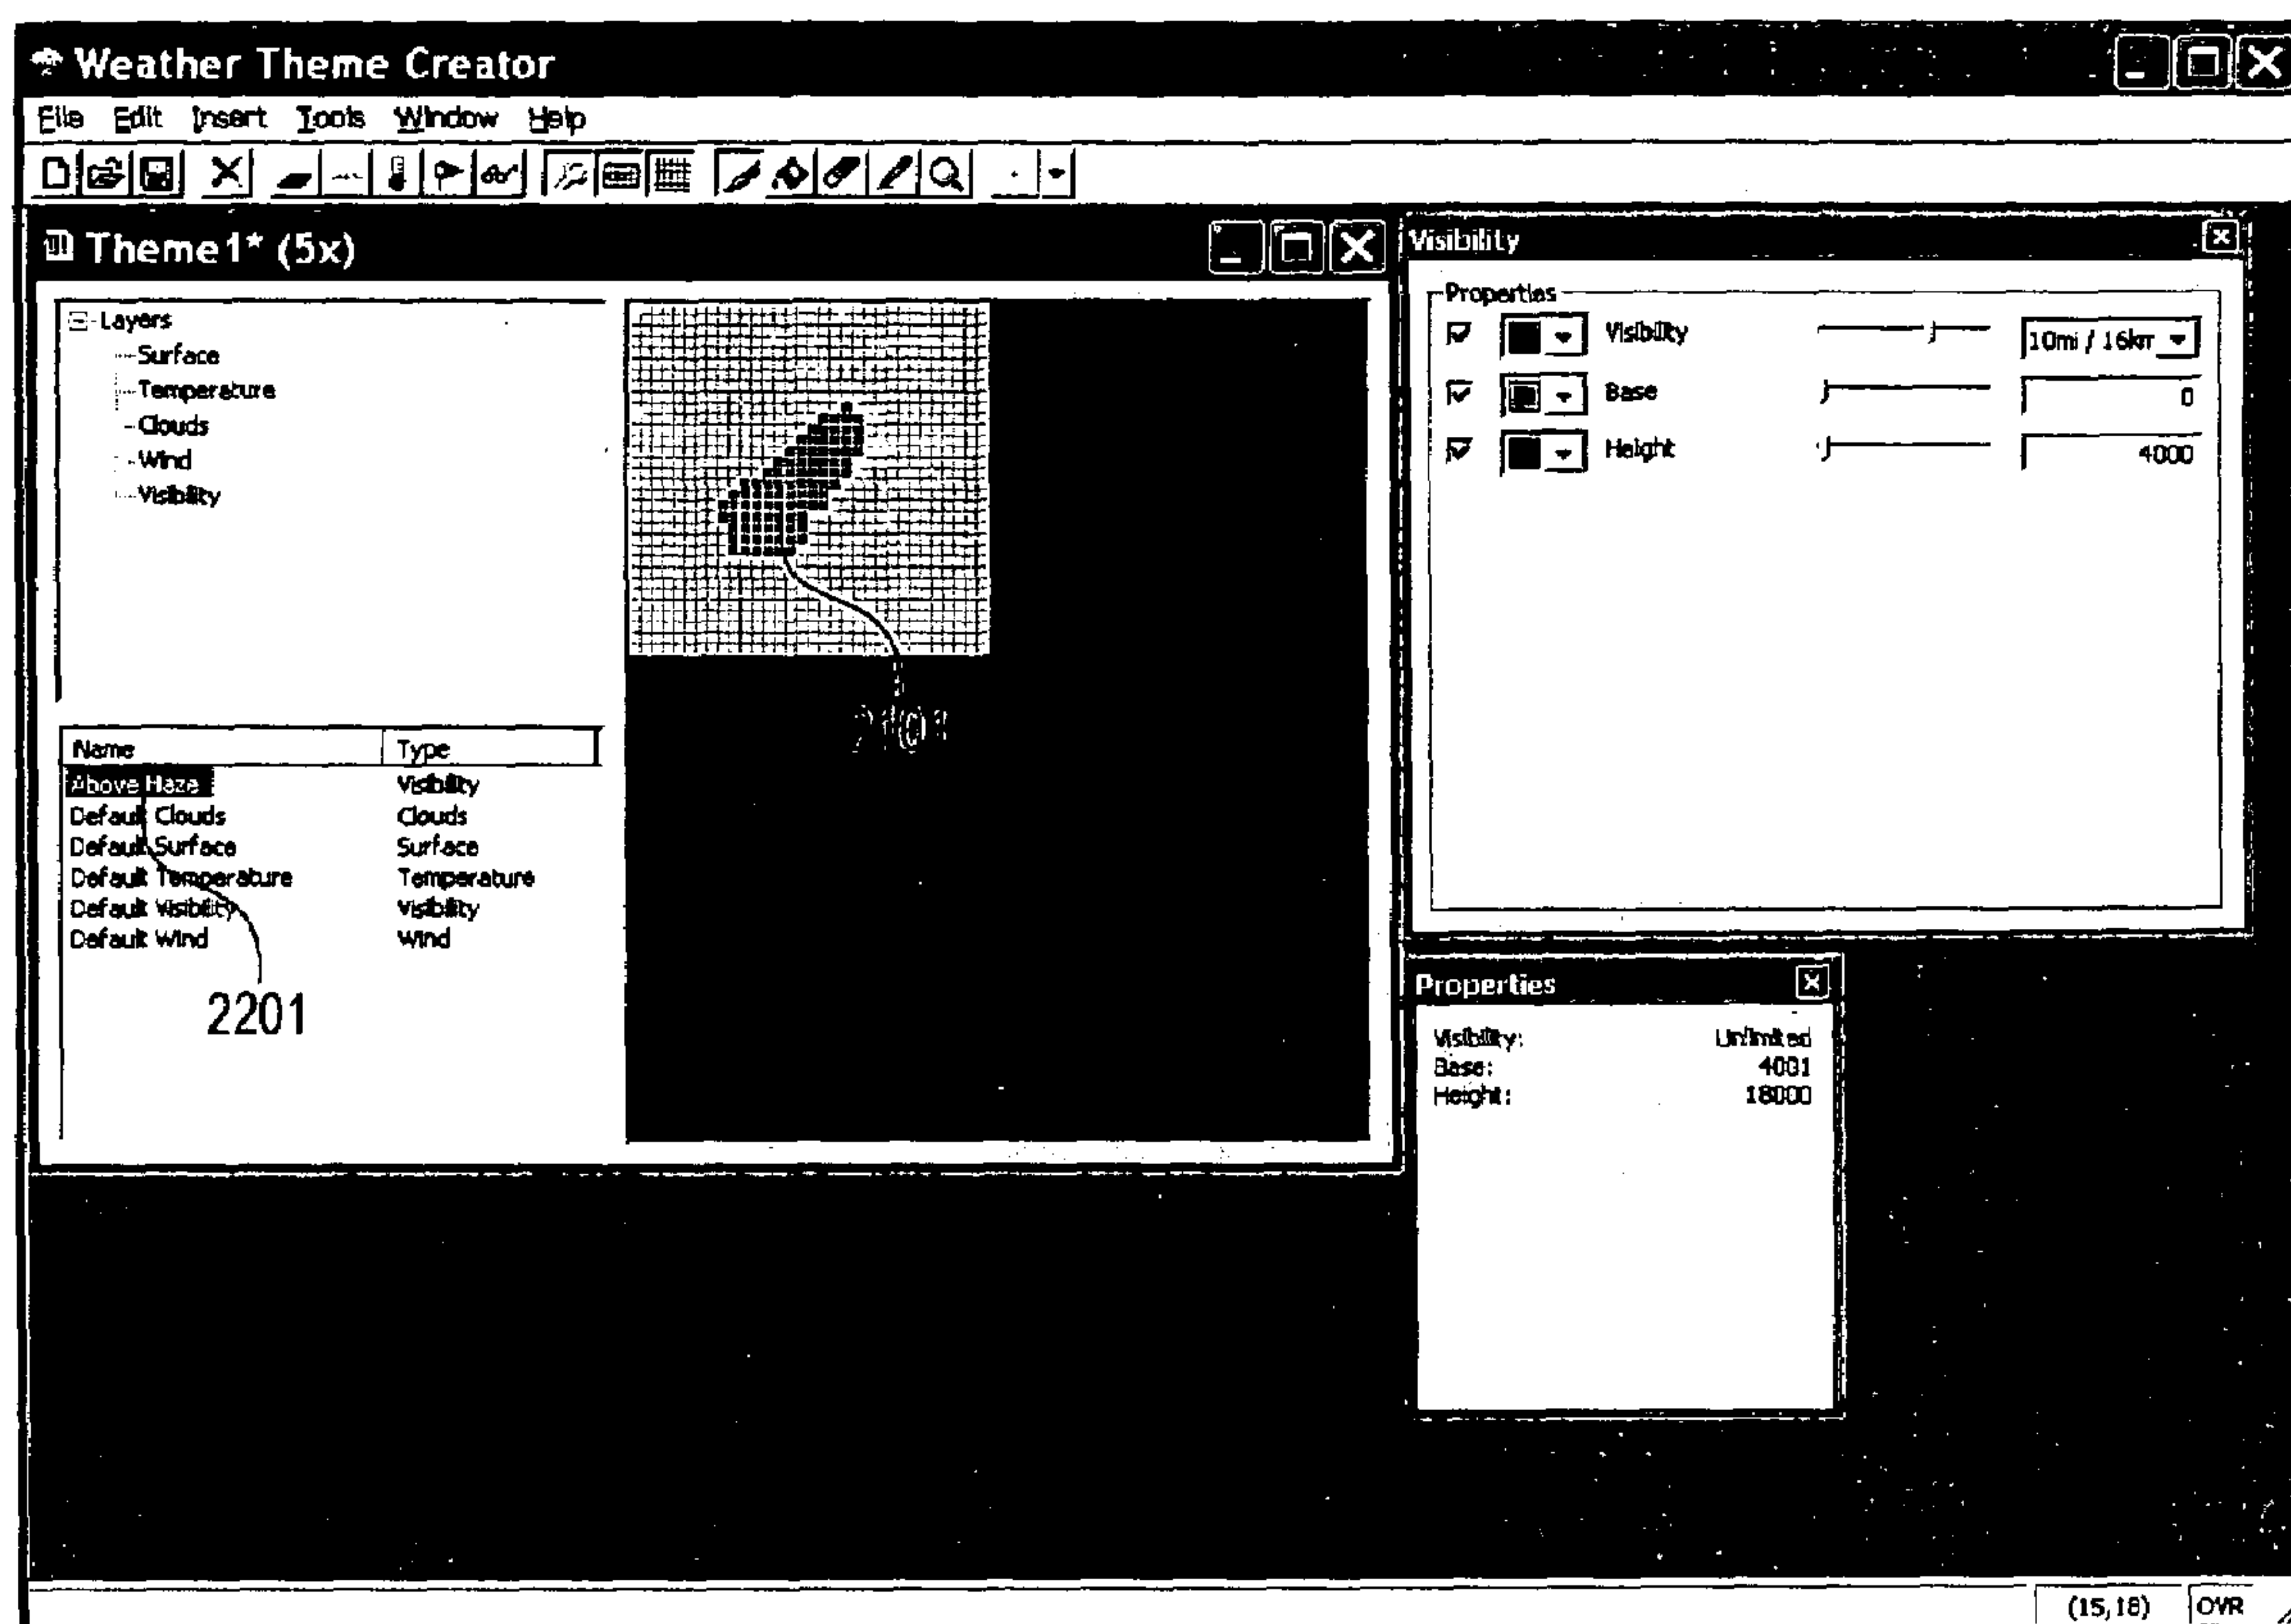 Weather Theme Creator
File Edit Insert Tools Window Help
Theme1* (5x)
Layers
Surface
Temperature
Clouds
Wind
Visibility
2101
Name Type
Above Haze Visibility
Default Clouds Clouds
Default Surface Surface
Default Temperature Temperature
Default Visibility Visibility
Default Wind Wind
2201
Visibility
Properties
Visibility 10mi / 16km
Base 0
Height 4000
Properties
Visibility: Unlimited
Base: 4001
Height: 18000
(15,18) OVR